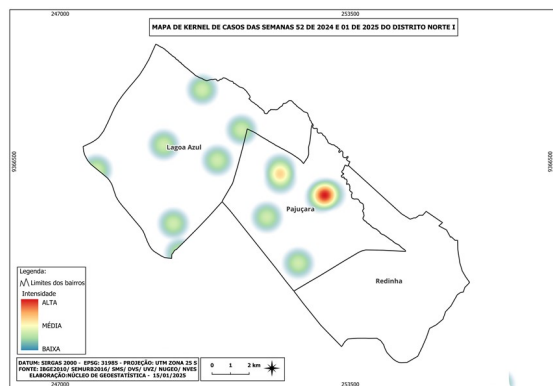 247000
253500
MAPA DE KERNEL DE CASOS DAS SEMANAS 52 DE 2024 E 01 DE 2025 DO DISTRITO NORTE I
9366500
9366500
Lagoa Azul
Pajuçara
Redinha
Legenda:
Limites dos bairros
Intensidade
ALTA
MÉDIA
BAIXA
DATUM: SIRGAS 2000 - EPSG: 31985 - PROJEÇÃO: UTM ZONA 25 S
FONTE: IBGE2010/ SEMURB2016/ SMS/ DVS/ UVZ/ NUGEO/ NVES
ELABORAÇÃO:NÚCLEO DE GEOESTATÍSTICA - 15/01/2025
0 1 2 km
247000
253500